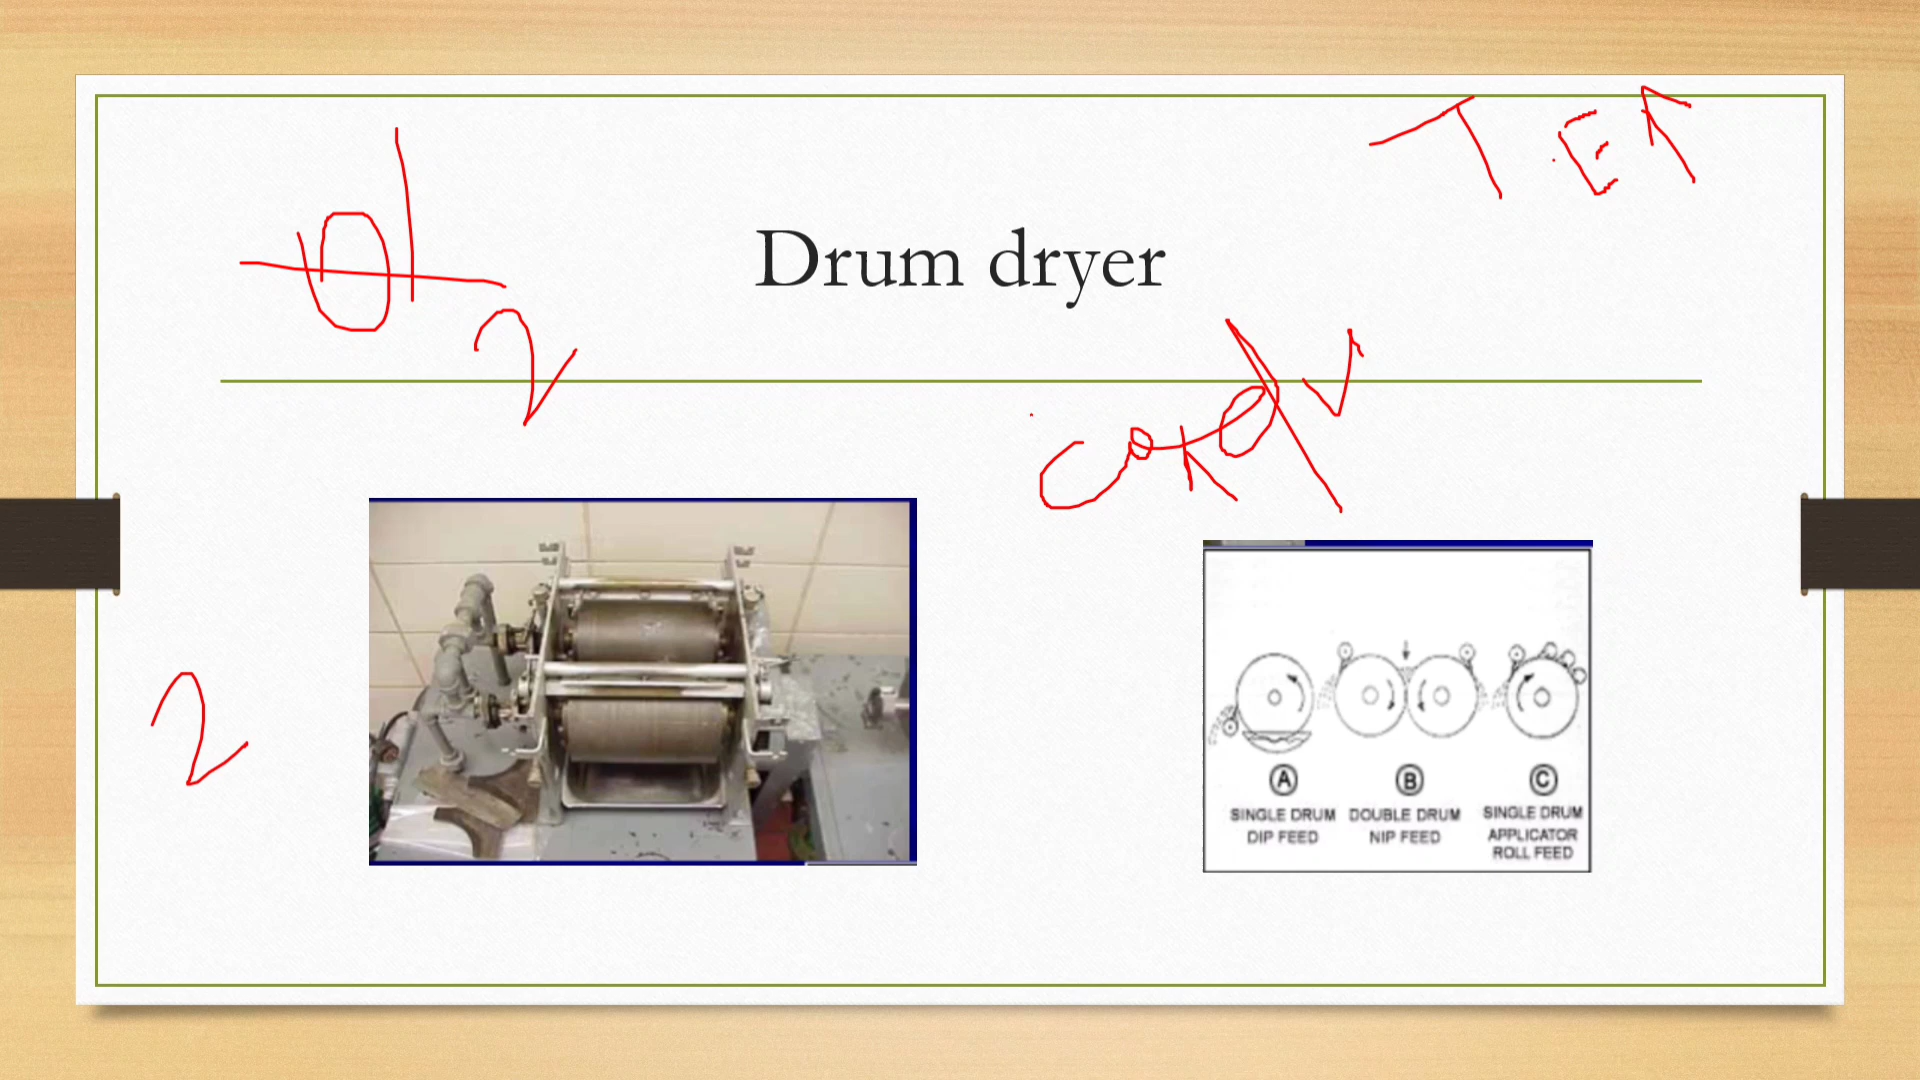 Drum dryer
2
2
A B C
SINGLE DRUM DOUBLE DRUM SINGLE DRUM
DIP FEED NIP FEED APPLICATOR
ROLL FEED